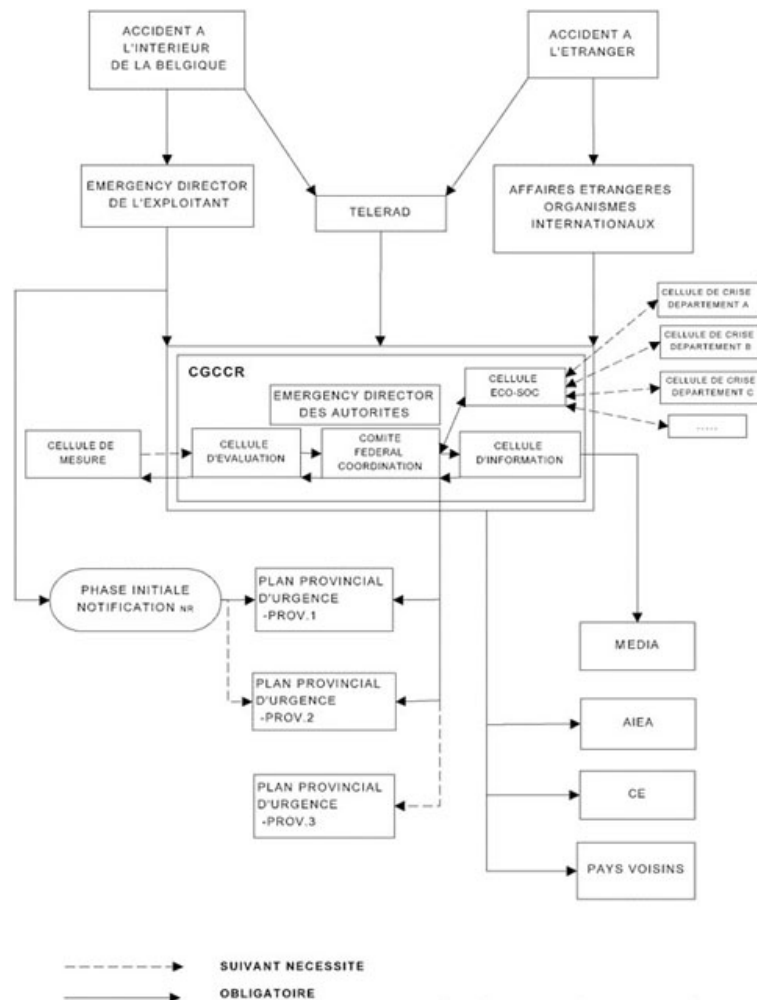 ACCIDENT A
L'INTERIEUR
DE LA BELGIQUE
ACCIDENT A
L'ETRANGER
EMERGENCY DIRECTOR
DE L'EXPLOITANT
TELERAD
AFFAIRES ETRANGERES
ORGANISMES
INTERNATIONAUX
CELLULE DE CRISE
DEPARTEMENT A
CELLULE DE CRISE
DEPARTEMENT B
CELLULE DE CRISE
DEPARTEMENT C
.....
CGCCR
CELLULE
ECO-SOC
EMERGENCY DIRECTOR
DES AUTORITES
CELLULE DE
MESURE
CELLULE
D'EVALUATION
COMITE
FEDERAL
COORDINATION
CELLULE
D'INFORMATION
PHASE INITIALE
NOTIFICATION NR
PLAN PROVINCIAL
D'URGENCE
-PROV.1
PLAN PROVINCIAL
D'URGENCE
-PROV.2
PLAN PROVINCIAL
D'URGENCE
-PROV.3
MEDIA
AIEA
CE
PAYS VOISINS
SUIVANT NECESSITE
OBLIGATOIRE